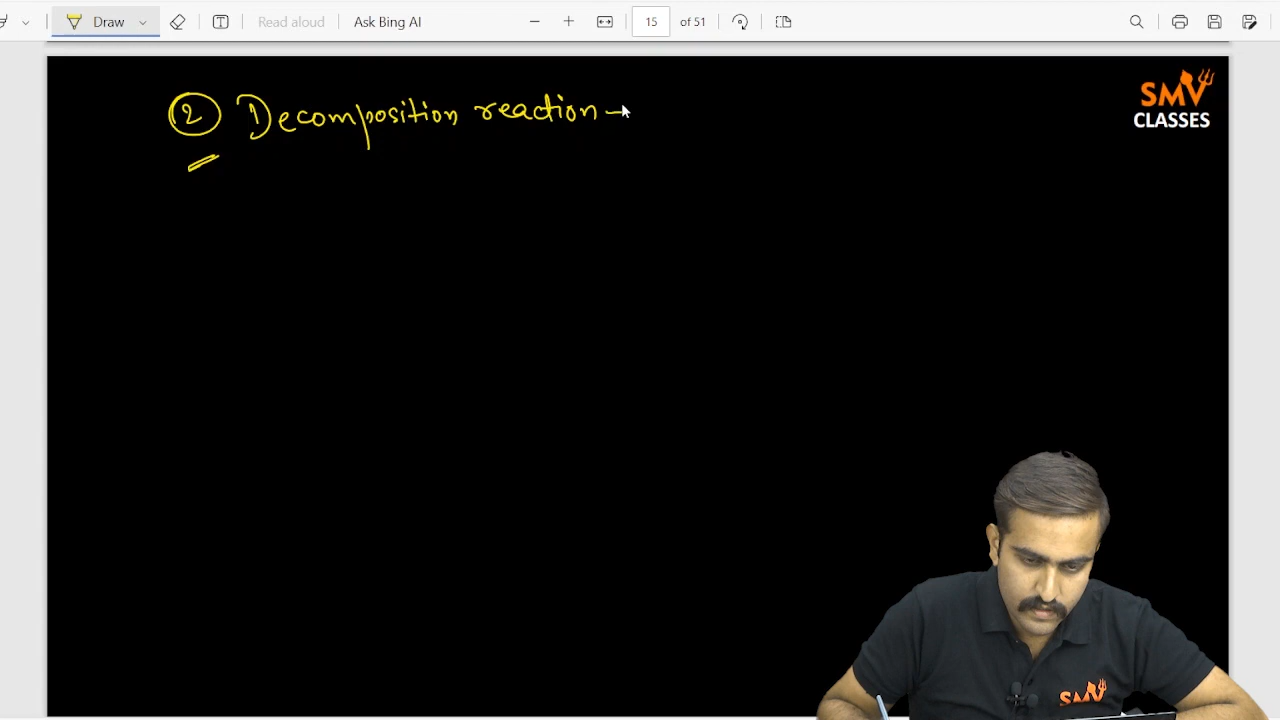 Draw
Read aloud
Ask Bing AI
15 of 51
SMV
CLASSES
② Decomposition reaction →
SMV